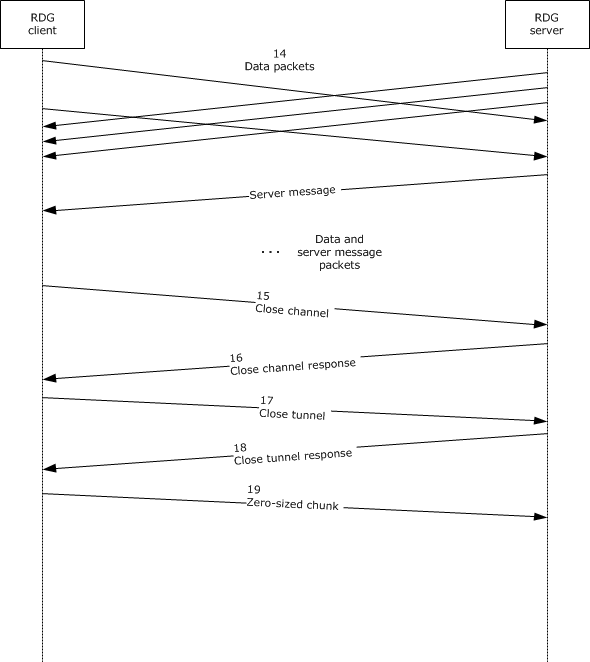 RDG
client
RDG
server
14
Data packets
Server message
...
Data and
server message
packets
15
Close channel
16
Close channel response
17
Close tunnel
18
Close tunnel response
19
Zero-sized chunk